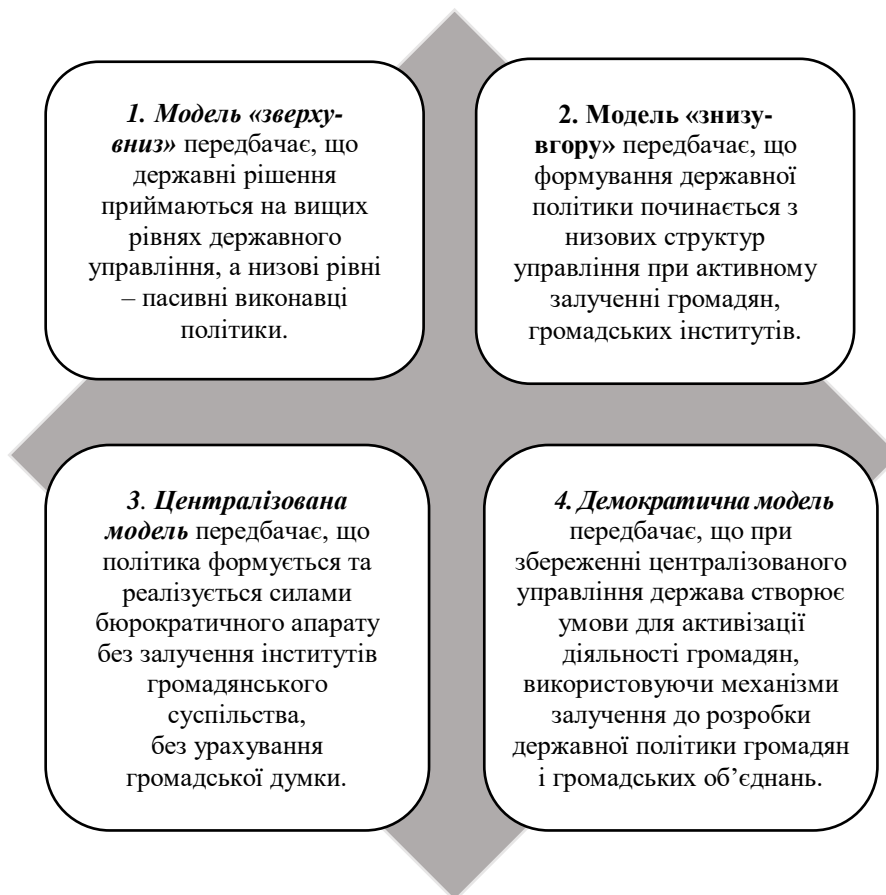 1. Модель «зверху-
вниз» передбачає, що
державні рішення
приймаються на вищих
рівнях державного
управління, а низові рівні
– пасивні виконавці
політики.
2. Модель «знизу-
вгору» передбачає, що
формування державної
політики починається з
низових структур
управління при активному
залученні громадян,
громадських інститутів.
3. Централізована
модель передбачає, що
політика формується та
реалізується силами
бюрократичного апарату
без залучення інститутів
громадянського
суспільства,
без урахування
громадської думки.
4. Демократична модель
передбачає, що при
збереженні централізованого
управління держава створює
умови для активізації
діяльності громадян,
використовуючи механізми
залучення до розробки
державної політики громадян
і громадських об’єднань.